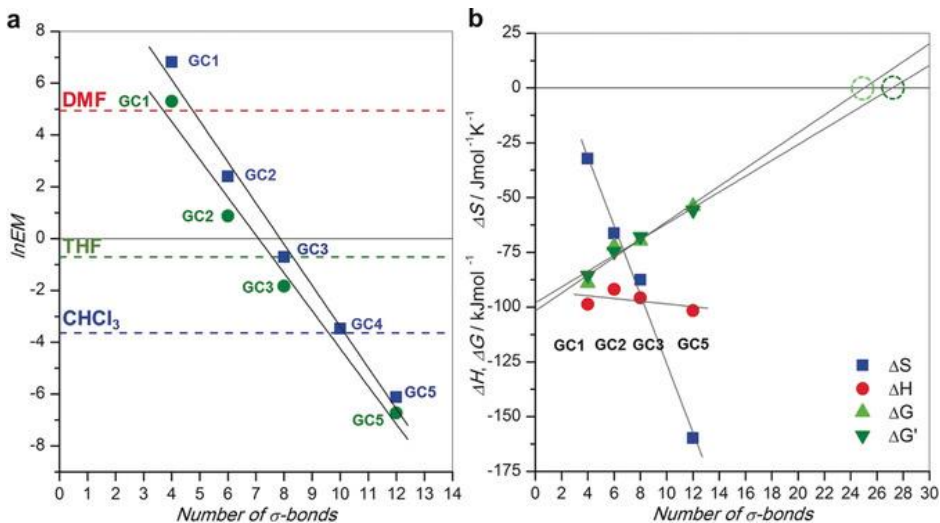 a
lnEM
8
6
4
2
0
-2
-4
-6
-8
DMF
THF
CHCl₃
GC1
GC1
GC2
GC2
GC3
GC3
GC4
GC5
GC5
0 1 2 3 4 5 6 7 8 9 10 11 12 13 14
Number of σ-bonds
b
ΔH, ΔG / kJmol⁻¹ ΔS / Jmol⁻¹K⁻¹
25
0
-25
-50
-75
-100
-125
-150
-175
GC1 GC2 GC3 GC5
ΔS
ΔH
ΔG
ΔG'
0 2 4 6 8 10 12 14 16 18 20 22 24 26 28 30
Number of σ-bonds